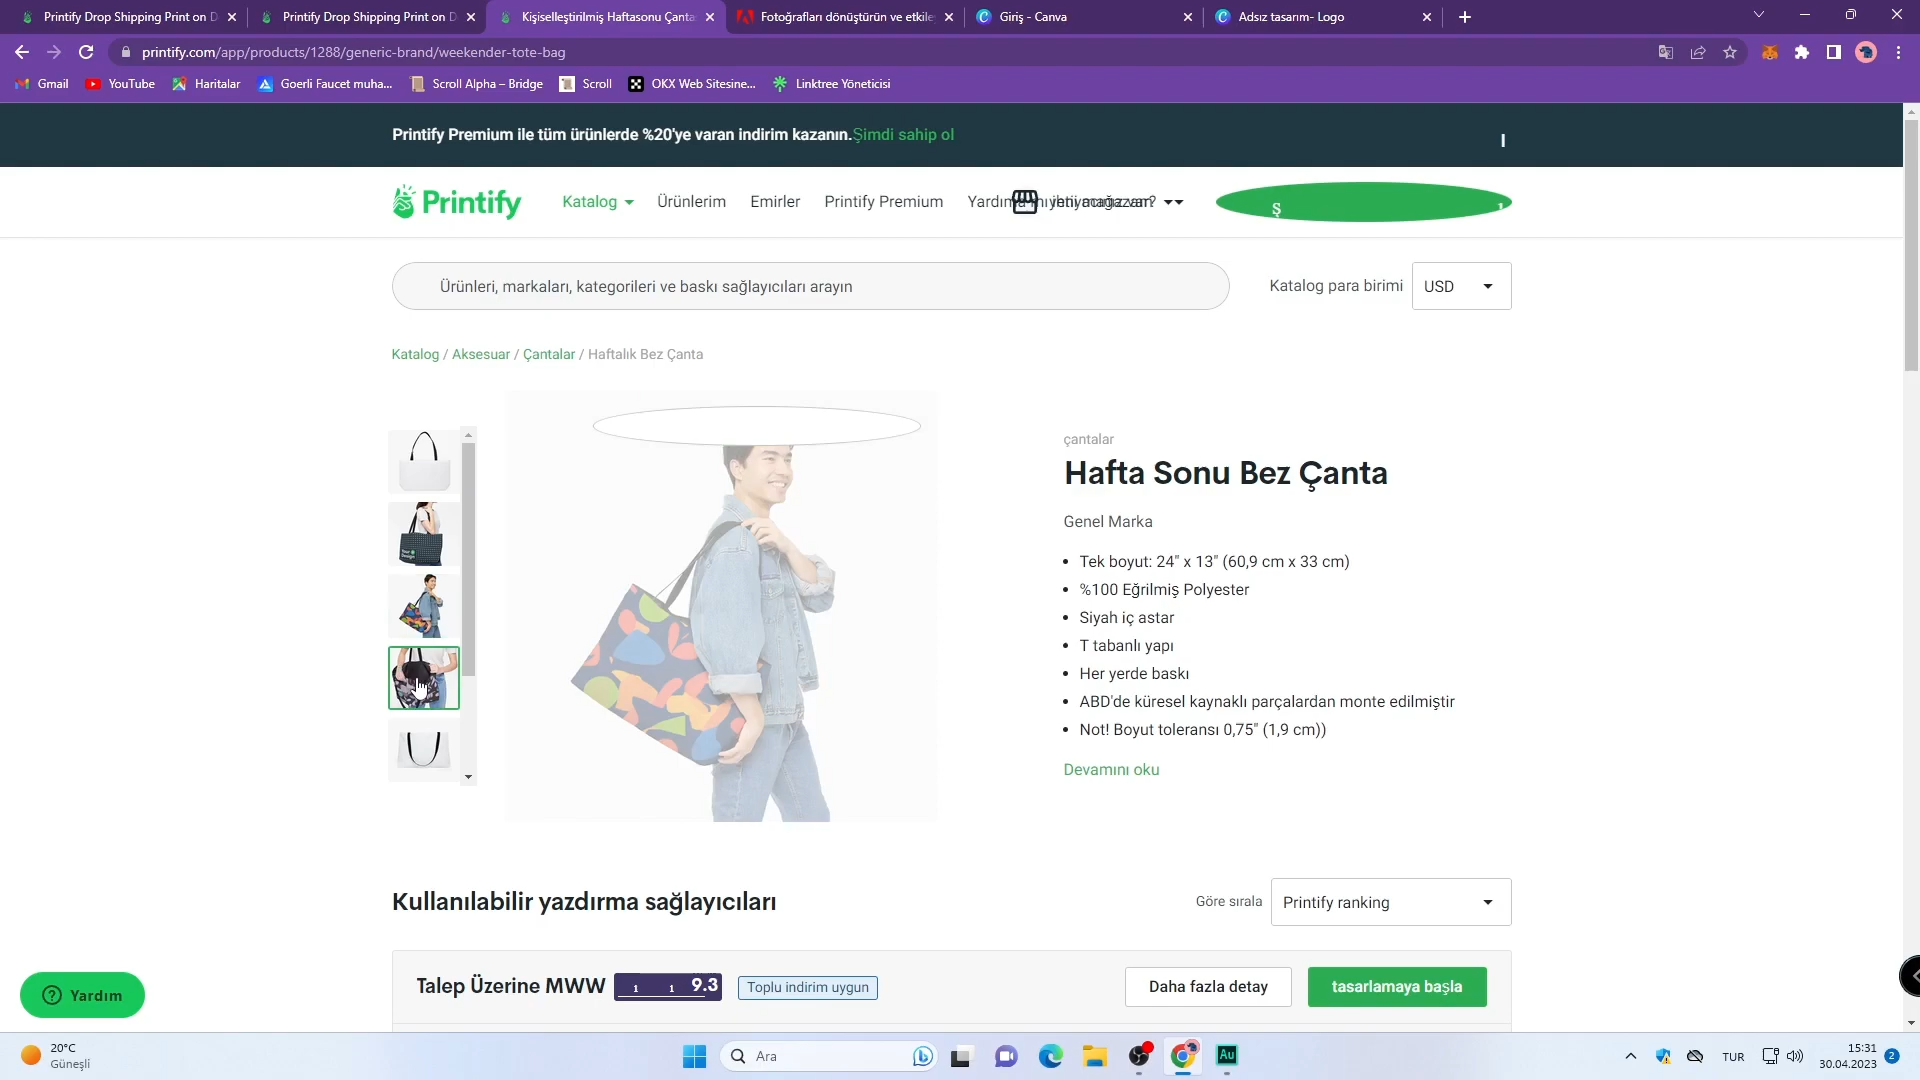 Printify Drop Shipping Print on D
Printify Drop Shipping Print on D
Kişiselleştirilmiş Haftasonu Çanta
Fotoğrafları dönüştürün ve etkile
Giriş - Canva
Adsız tasarım- Logo
printify.com/app/products/1288/generic-brand/weekender-tote-bag
Gmail
YouTube
Haritalar
Goerli Faucet muha...
Scroll Alpha – Bridge
Scroll
OKX Web Sitesine...
Linktree Yöneticisi
Printify Premium ile tüm ürünlerde %20'ye varan indirim kazanın.Şimdi sahip ol
Printify
Katalog
Ürünlerim
Emirler
Printify Premium
Ürünleri, markaları, kategorileri ve baskı sağlayıcıları arayın
Katalog para birimi
USD
Katalog / Aksesuar / Çantalar / Haftalık Bez Çanta
çantalar
Hafta Sonu Bez Çanta
Genel Marka
• Tek boyut: 24" x 13" (60,9 cm x 33 cm)
• %100 Eğrilmiş Polyester
• Siyah iç astar
• T tabanlı yapı
• Her yerde baskı
• ABD'de küresel kaynaklı parçalardan monte edilmiştir
• Not! Boyut toleransı 0,75" (1,9 cm))
Devamını oku
Kullanılabilir yazdırma sağlayıcıları
Göre sırala
Printify ranking
Talep Üzerine MWW
9.3
Toplu indirim uygun
Daha fazla detay
tasarlamaya başla
Yardım
20°C
Güneşli
Ara
Au
TUR
15:31
30.04.2023
2